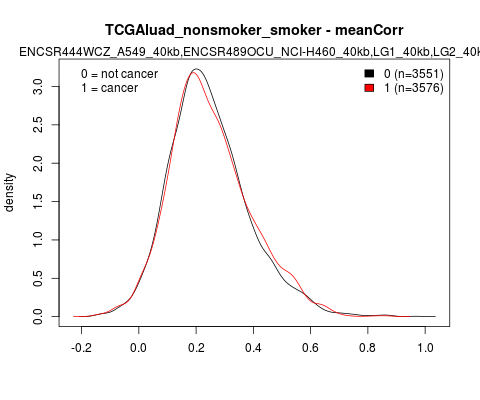 TCGAluad_nonsmoker_smoker - meanCorr
ENCSR444WCZ_A549_40kb,ENCSR489OCU_NCI-H460_40kb,LG1_40kb,LG2_40k
0 = not cancer
1 = cancer
0 (n=3551)
1 (n=3576)
density
3.0
2.5
2.0
1.5
1.0
0.5
0.0
-0.2 0.0 0.2 0.4 0.6 0.8 1.0